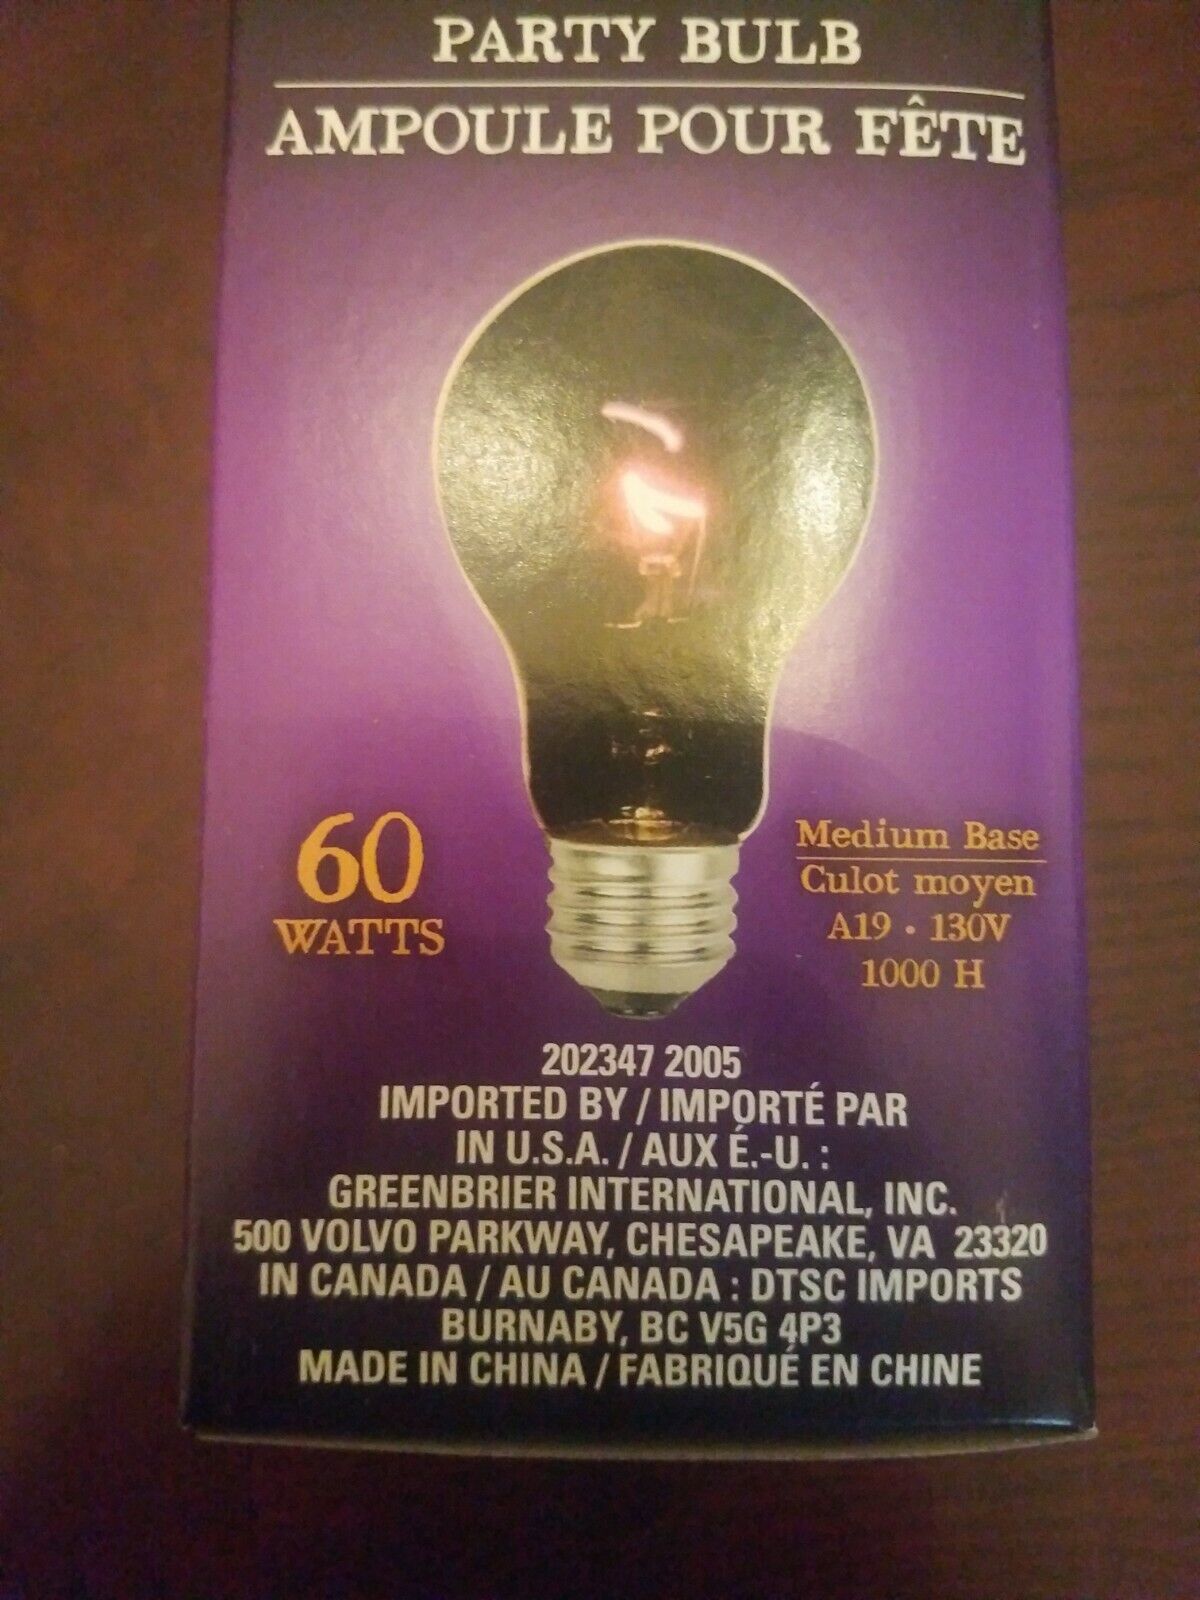 PARTY BULB
AMPOULE POUR FÊTE
60
WATTS
Medium Base
Culot moyen
A19 • 130V
1000 H
202347 2005
IMPORTED BY / IMPORTÉ PAR
IN U.S.A. / AUX É.-U. :
GREENBRIER INTERNATIONAL, INC.
500 VOLVO PARKWAY, CHESAPEAKE, VA 23320
IN CANADA / AU CANADA : DTSC IMPORTS
BURNABY, BC V5G 4P3
MADE IN CHINA / FABRIQUÉ EN CHINE